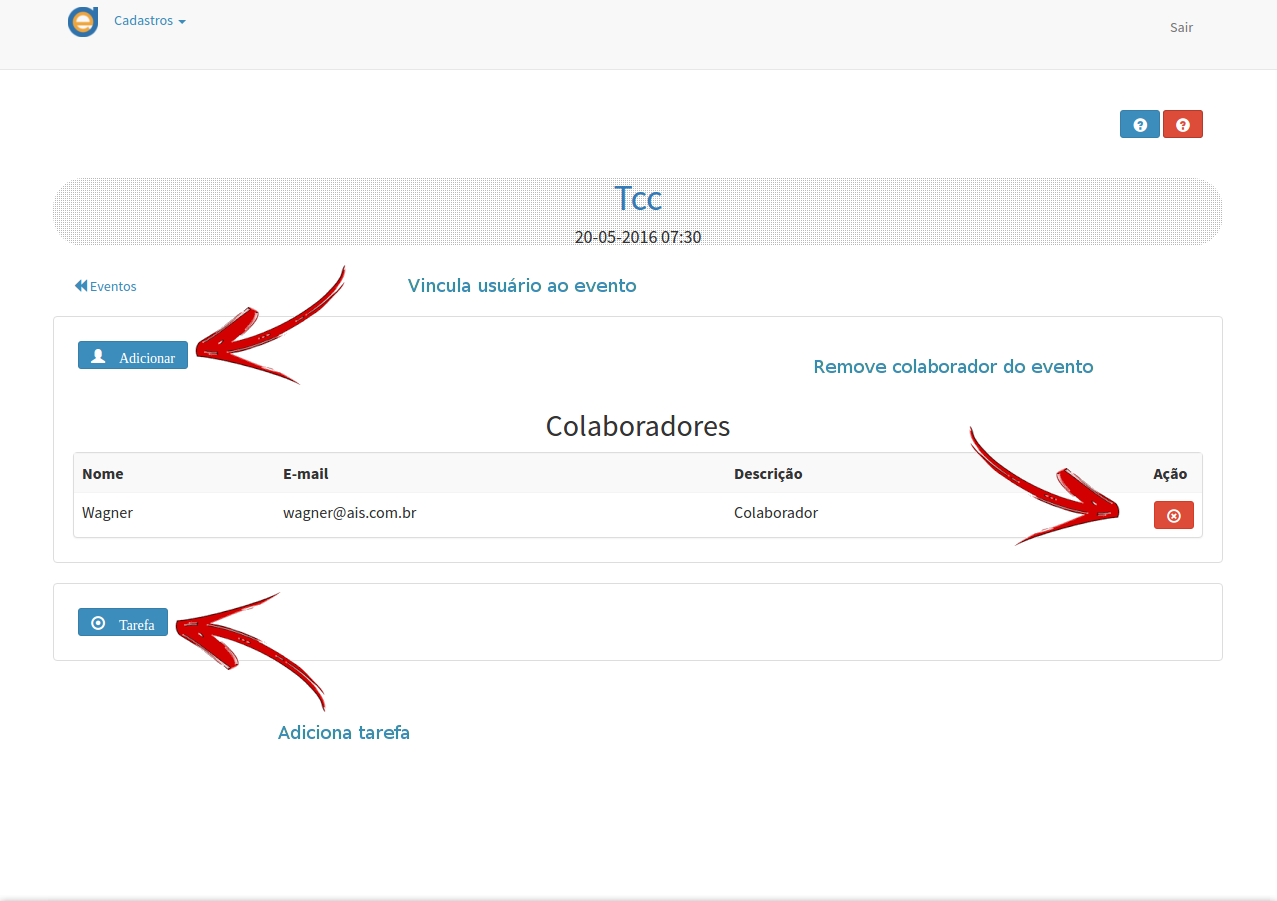 Cadastros
Sair
Tcc
20-05-2016 07:30
Eventos
Vincula usuário ao evento
Adicionar
Remove colaborador do evento
Colaboradores
Nome E-mail Descrição Ação
Wagner wagner@ais.com.br Colaborador
Tarefa
Adiciona tarefa